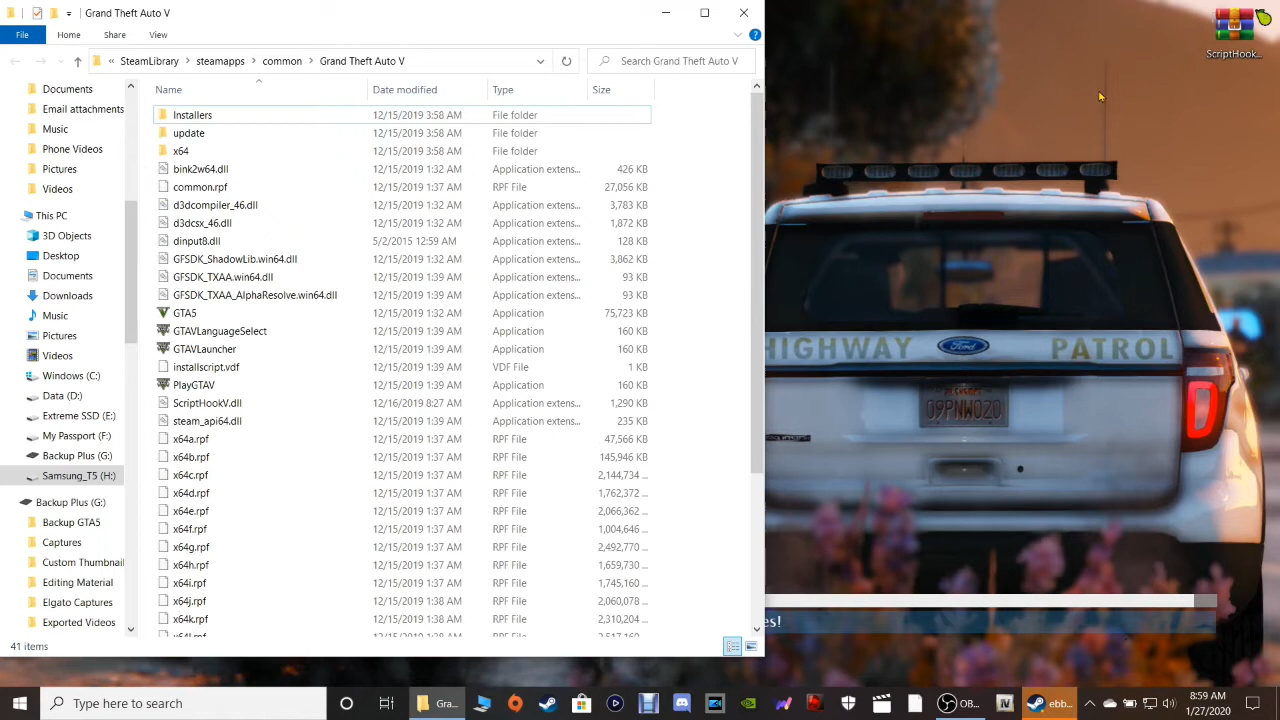 Grand Theft Auto V
File Home Share View
« SteamLibrary > steamapps > common > Grand Theft Auto V
Search Grand Theft Auto V
Name Date modified Type Size
Documents
Email attachments
Music
Phone Videos
Pictures
Videos
This PC
3D Objects
Desktop
Documents
Downloads
Music
Pictures
Videos
Windows (C:)
Data (D:)
Extreme SSD (E:)
My Passport (F:)
Backup Plus (G:)
Samsung_T5 (H:)
Backup Plus (G:)
Backup GTA5
Captures
Custom Thumbnail
Editing Material
Elgato Captures
Exported Videos
Installers 12/15/2019 3:58 AM File folder
update 12/15/2019 3:58 AM File folder
x64 12/15/2019 3:58 AM File folder
bink2w64.dll 12/15/2019 1:32 AM Application extens... 426 KB
common.rpf 12/15/2019 1:37 AM RPF File 27,056 KB
d3dcompiler_46.dll 12/15/2019 1:32 AM Application extens... 3,783 KB
d3dcsx_46.dll 12/15/2019 1:32 AM Application extens... 1,872 KB
dinput8.dll 5/2/2015 12:59 AM Application extens... 128 KB
GFSDK_ShadowLib.win64.dll 12/15/2019 1:32 AM Application extens... 3,862 KB
GFSDK_TXAA.win64.dll 12/15/2019 1:39 AM Application extens... 93 KB
GFSDK_TXAA_AlphaResolve.win64.dll 12/15/2019 1:39 AM Application extens... 93 KB
GTA5 12/15/2019 1:32 AM Application 75,723 KB
GTAVLanguageSelect 12/15/2019 1:39 AM Application 160 KB
GTAVLauncher 12/15/2019 1:39 AM Application 160 KB
installscript.vdf 12/15/2019 1:39 AM VDF File 1 KB
PlayGTAV 12/15/2019 1:39 AM Application 160 KB
ScriptHookV.dll 12/16/2019 8:27 AM Application extens... 1,290 KB
steam_api64.dll 12/15/2019 1:39 AM Application extens... 235 KB
x64a.rpf 12/15/2019 1:37 AM RPF File 47,566 KB
x64b.rpf 12/15/2019 1:37 AM RPF File 145,946 KB
x64c.rpf 12/15/2019 1:37 AM RPF File 2,144,734 ...
x64d.rpf 12/15/2019 1:37 AM RPF File 1,762,372 ...
x64e.rpf 12/15/2019 1:37 AM RPF File 2,066,362 ...
x64f.rpf 12/15/2019 1:37 AM RPF File 1,004,646 ...
x64g.rpf 12/15/2019 1:37 AM RPF File 2,492,770 ...
x64h.rpf 12/15/2019 1:37 AM RPF File 1,659,730 ...
x64i.rpf 12/15/2019 1:37 AM RPF File 1,745,160 ...
x64j.rpf 12/15/2019 1:38 AM RPF File 2,060,078 ...
x64k.rpf 12/15/2019 1:38 AM RPF File 2,310,204 ...
x64l.rpf 12/15/2019 1:38 AM RPF File 2,517,160 ...
41 items
ScriptHook...
HIGHWAY Ford PATROL
09PNW020
es!
Type here to search
Gra...
OB...
ebb...
8:59 AM
1/27/2020